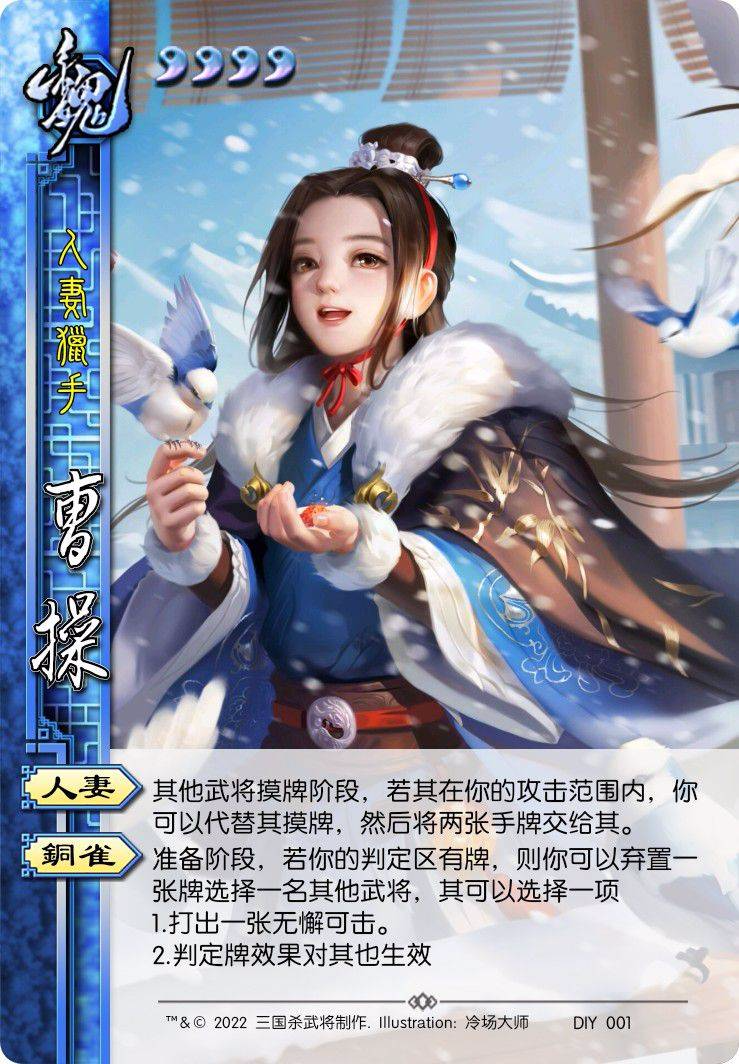 魏
人妻獵手
曹操
人妻
其他武将摸牌阶段，若其在你的攻击范围内，你
可以代替其摸牌，然后将两张手牌交给其。
銅雀
准备阶段，若你的判定区有牌，则你可以弃置一
张牌选择一名其他武将，其可以选择一项
1.打出一张无懈可击。
2.判定牌效果对其也生效
™&© 2022 三国杀武将制作. Illustration: 冷场大师 DIY 001